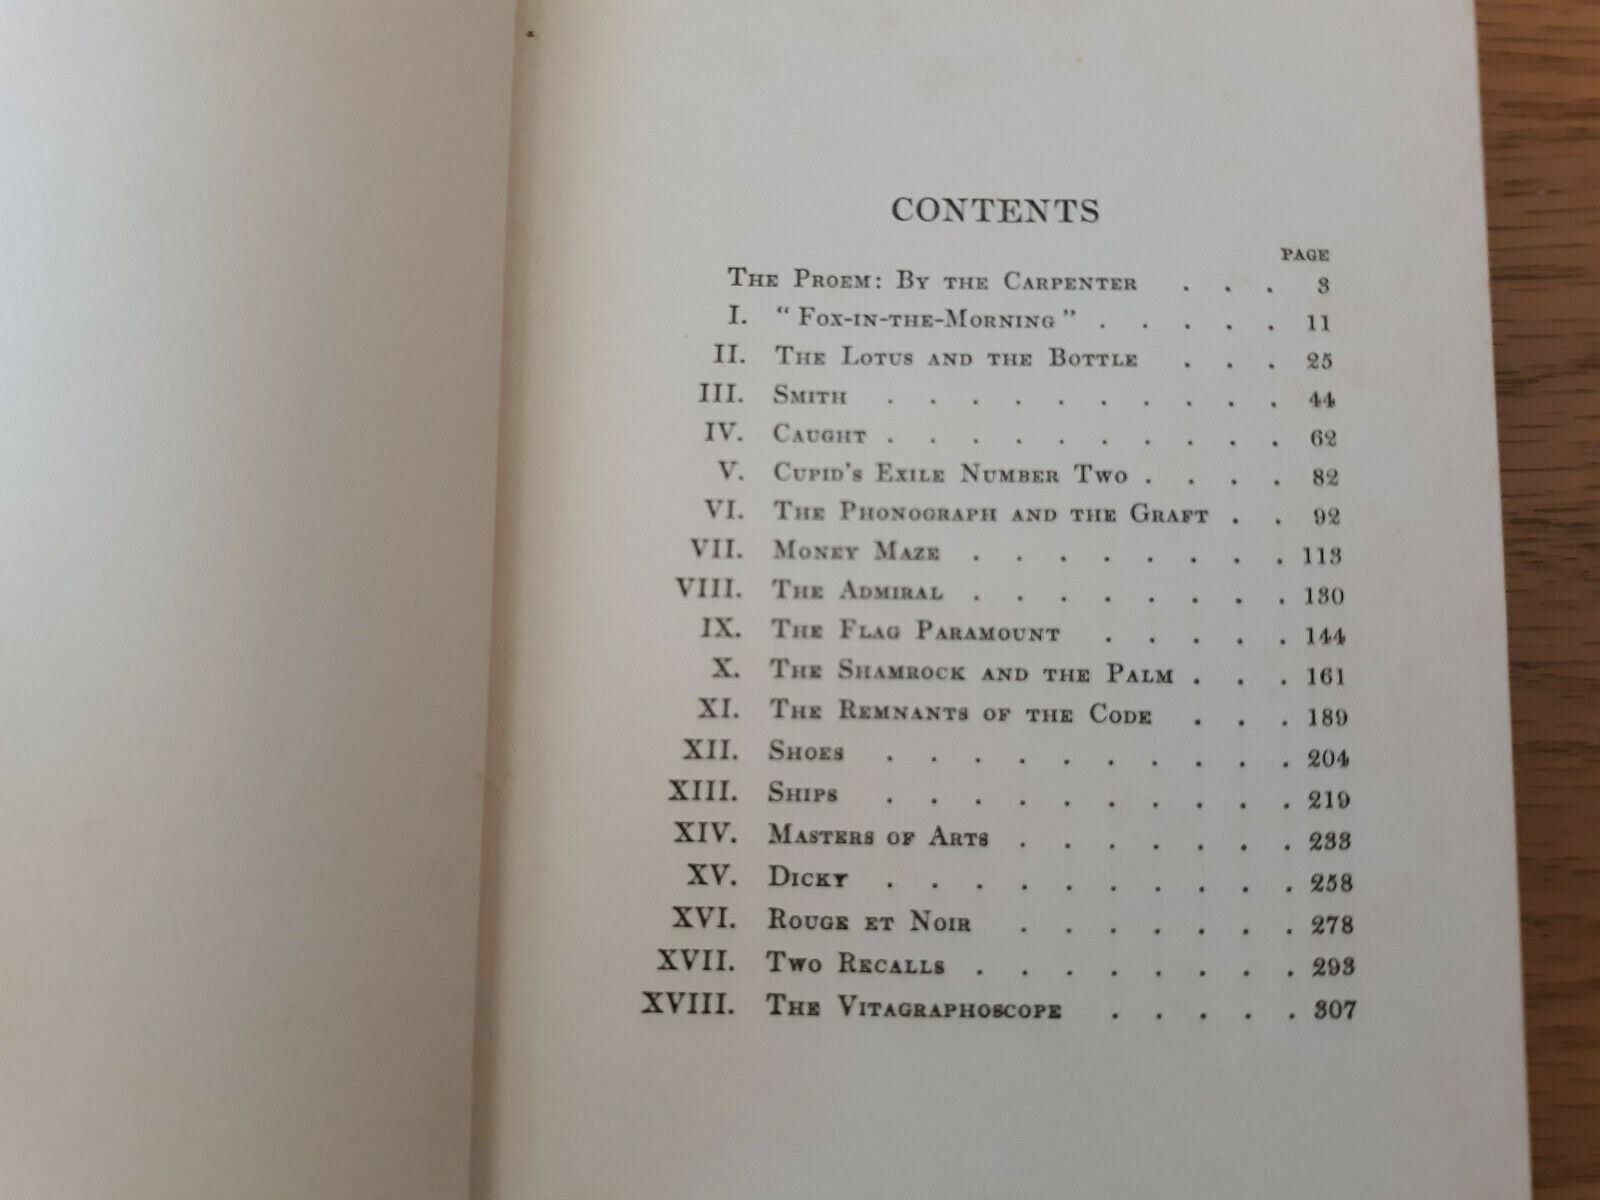 CONTENTS
PAGE
THE PROEM: BY THE CARPENTER . . . 3
I. "FOX-IN-THE-MORNING" . . . . . 11
II. THE LOTUS AND THE BOTTLE . . . 25
III. SMITH . . . . . . . . . . 44
IV. CAUGHT . . . . . . . . . . 62
V. CUPID'S EXILE NUMBER TWO . . . . 82
VI. THE PHONOGRAPH AND THE GRAFT . . 92
VII. MONEY MAZE . . . . . . . . 113
VIII. THE ADMIRAL . . . . . . . . 130
IX. THE FLAG PARAMOUNT . . . . . 144
X. THE SHAMROCK AND THE PALM . . . 161
XI. THE REMNANTS OF THE CODE . . . 189
XII. SHOES . . . . . . . . . . 204
XIII. SHIPS . . . . . . . . . . 219
XIV. MASTERS OF ARTS . . . . . . . 233
XV. DICKY . . . . . . . . . . 258
XVI. ROUGE ET NOIR . . . . . . . 278
XVII. TWO RECALLS . . . . . . . . 293
XVIII. THE VITAGRAPHOSCOPE . . . . . 307